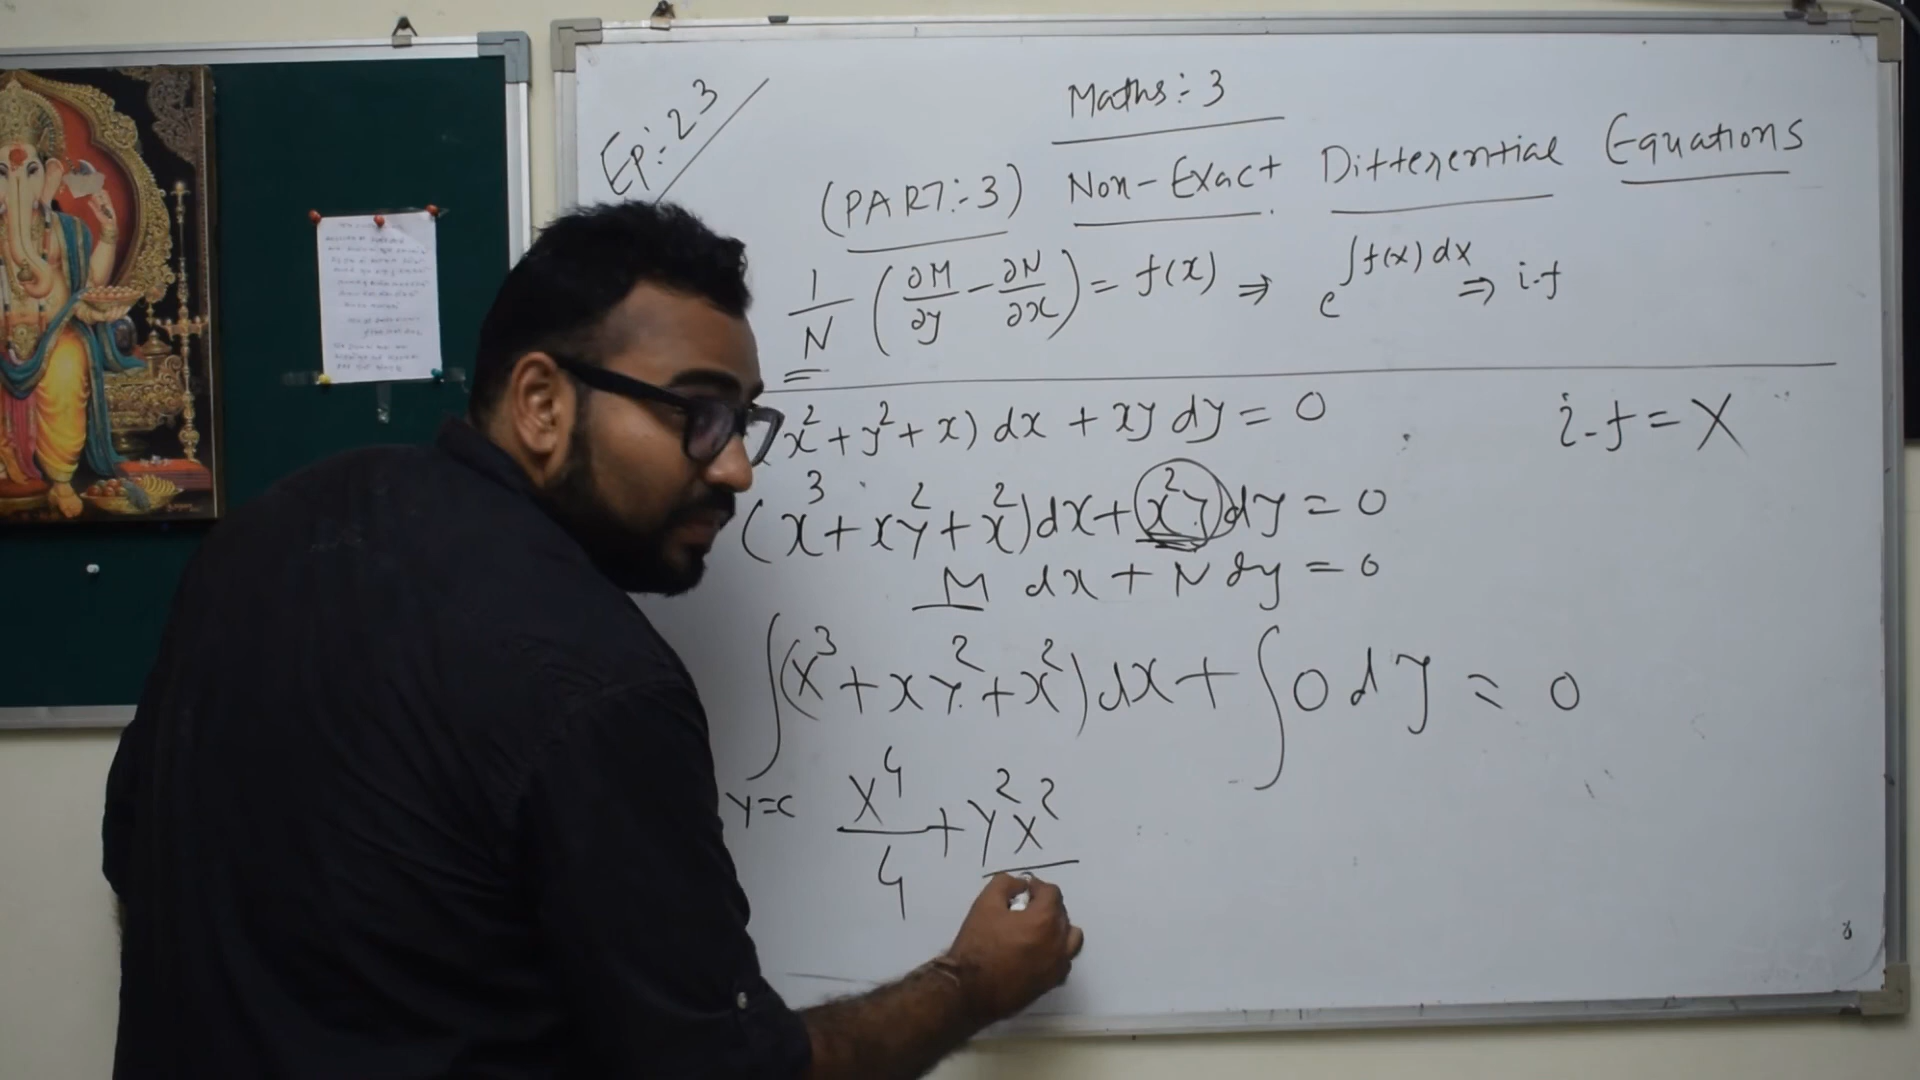 Ep:-23
Maths:-3
(PART:-3) Non-Exact Differential Equations
1/N (∂M/∂y - ∂N/∂x) = f(x) ⇒ e^∫f(x)dx ⇒ i.f
x² + y² + x) dx + xy dy = 0
i.f = X
(x³ + xy² + x²) dx + x²y dy = 0
M dx + N dy = 0
∫(x³ + xy² + x²) dx + ∫0 dy = 0
y=c
x⁴/4 + y²x²